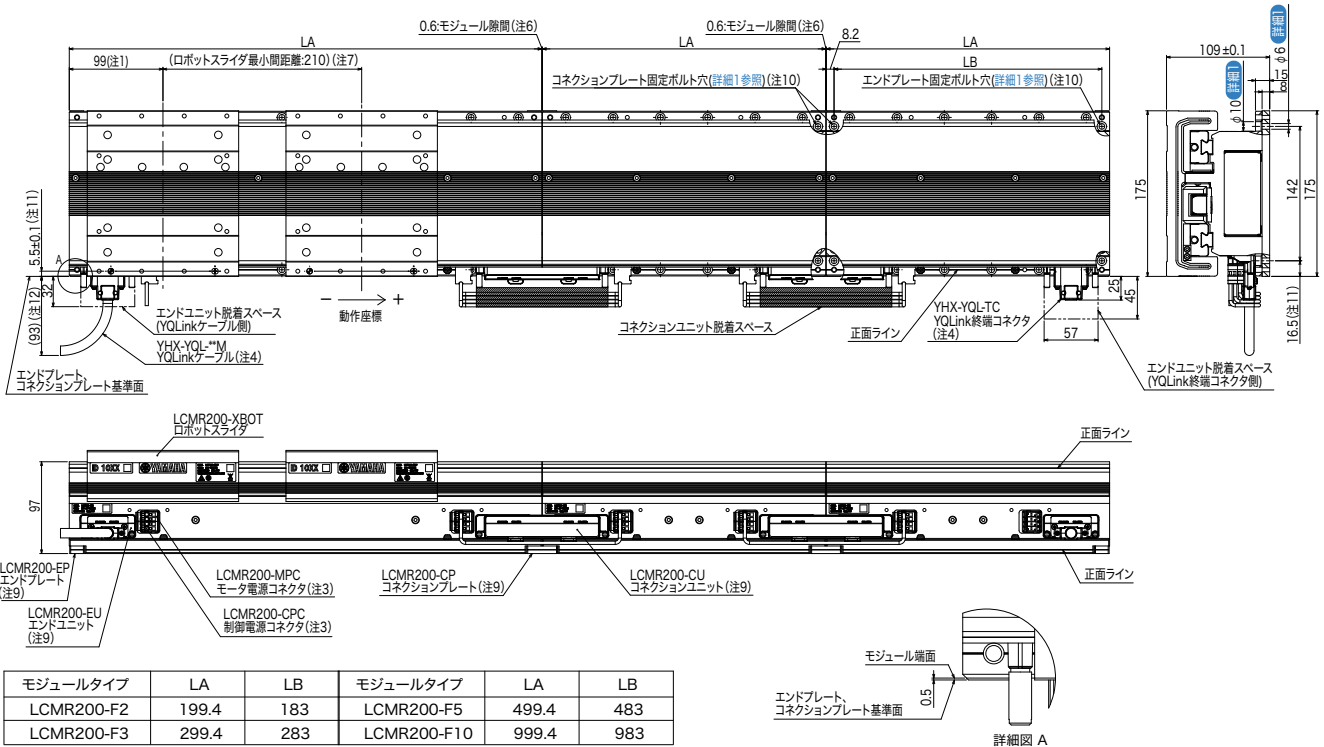 0.6:モジュール隙間(注6)
0.6:モジュール隙間(注6)
8.2
LA
LA
LA
99(注1)
(ロボットスライダ最小間距離:210)(注7)
LB
コネクションプレート固定ボルト穴(詳細1参照)(注10)
エンドプレート固定ボルト穴(詳細1参照)(注10)
109±0.1
詳細1
φ6
15
8
詳細1
φ10
175
142
175
16.5(注11)
5.5±0.1(注11)
A
32
(93)(注12)
エンドユニット脱着スペース
(YQLinkケーブル側)
YHX-YQL-**M
YQLinkケーブル(注4)
エンドプレート、
コネクションプレート基準面
− +
動作座標
コネクションユニット脱着スペース
正面ライン
YHX-YQL-TC
YQLink終端コネクタ
(注4)
25
45
57
エンドユニット脱着スペース
(YQLink終端コネクタ側)
LCMR200-XBOT
ロボットスライダ
正面ライン
ID 10XX
YAMAHA
ID 10XX
YAMAHA
97
LCMR200-EP
エンドプレート
(注9)
LCMR200-EU
エンドユニット
(注9)
LCMR200-MPC
モータ電源コネクタ(注3)
LCMR200-CPC
制御電源コネクタ(注3)
LCMR200-CP
コネクションプレート(注9)
LCMR200-CU
コネクションユニット(注9)
正面ライン
モジュール端面
エンドプレート、
コネクションプレート基準面
0.5
詳細図 A
モジュールタイプ LA LB モジュールタイプ LA LB
LCMR200-F2 199.4 183 LCMR200-F5 499.4 483
LCMR200-F3 299.4 283 LCMR200-F10 999.4 983